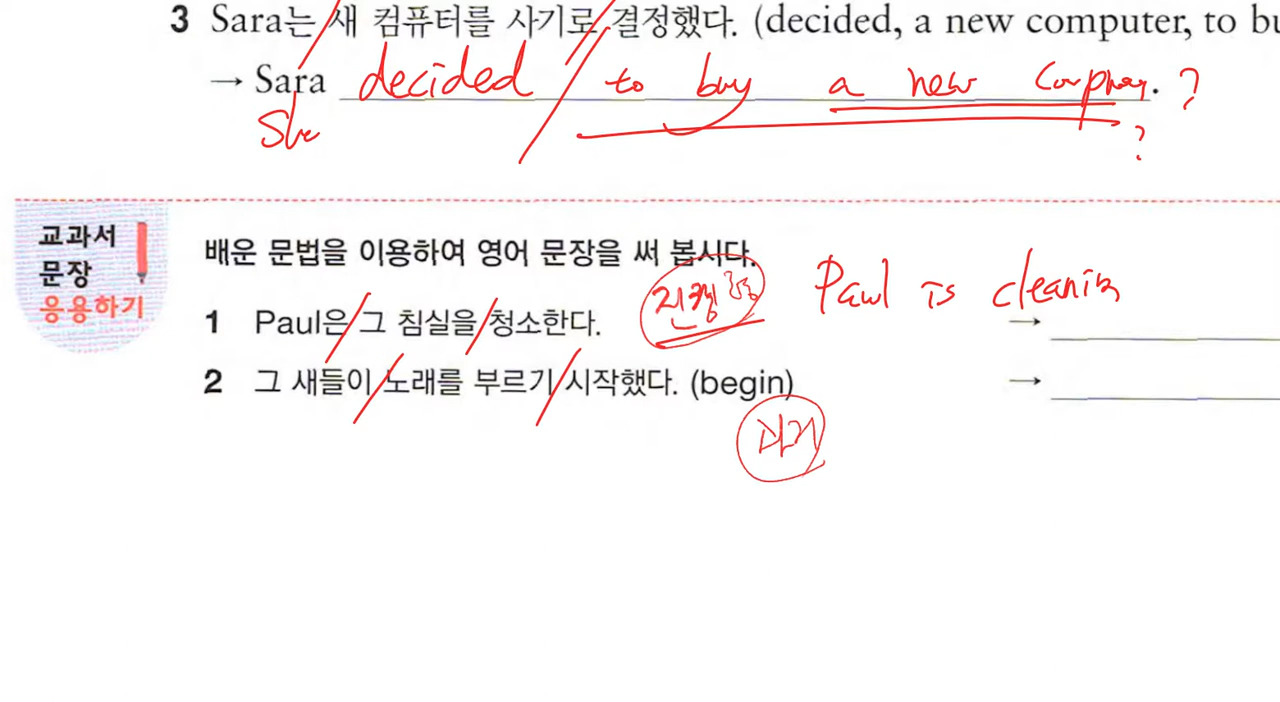 3 Sara는 새 컴퓨터를 사기로 결정했다. (decided, a new computer, to bu
→ Sara decided to buy a new . ?
She
?
교과서
문장
응용하기
배운 문법을 이용하여 영어 문장을 써 봅시다.
1 Paul은 그 침실을 청소한다. 진행 → Paul is cleanin
2 그 새들이 노래를 부르기 시작했다. (begin) →
과거